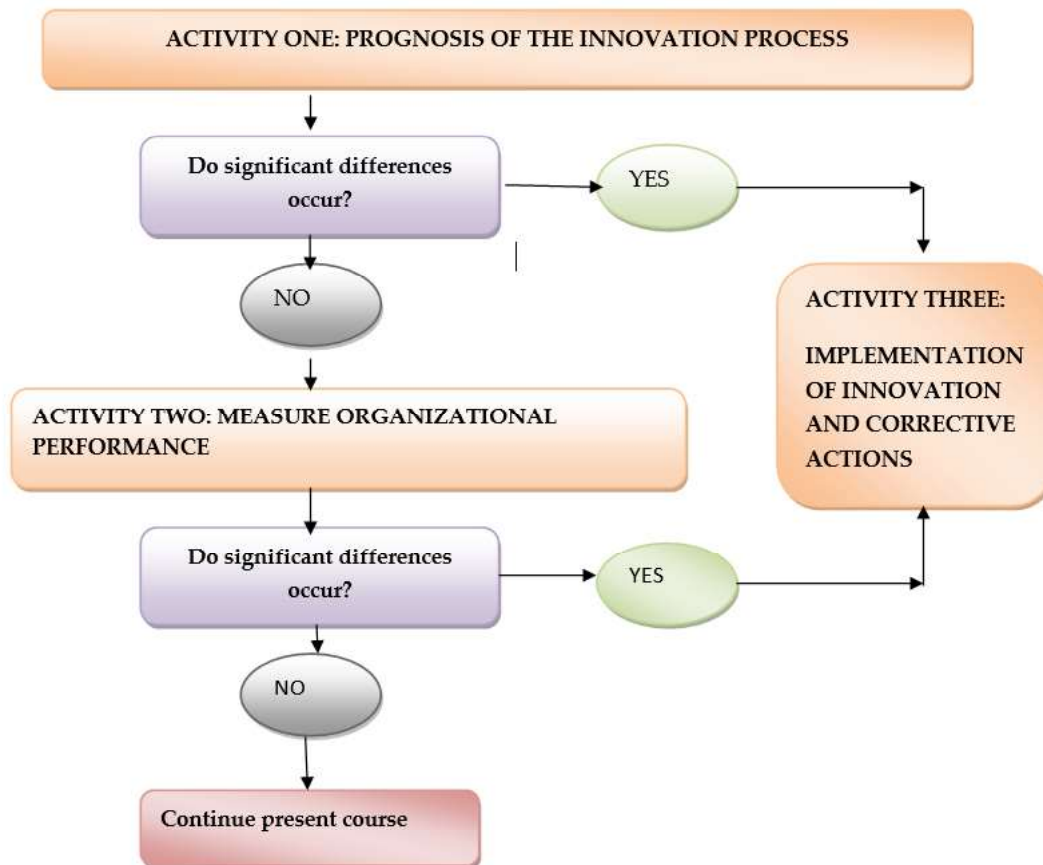 ACTIVITY ONE: PROGNOSIS OF THE INNOVATION PROCESS
Do significant differences
occur?
YES
NO
ACTIVITY THREE:
IMPLEMENTATION
OF INNOVATION
AND CORRECTIVE
ACTIONS
ACTIVITY TWO: MEASURE ORGANIZATIONAL
PERFORMANCE
Do significant differences
occur?
YES
NO
Continue present course